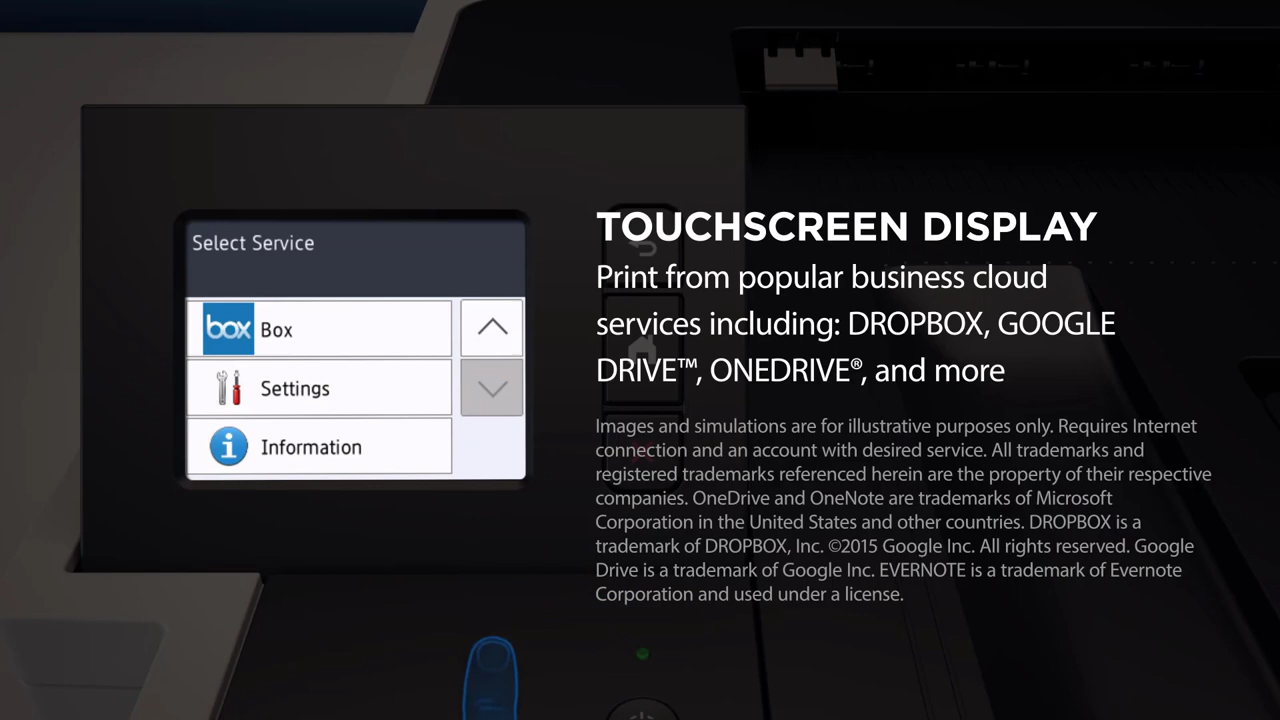 Select Service
box Box
Settings
Information
TOUCHSCREEN DISPLAY
Print from popular business cloud
services including: DROPBOX, GOOGLE
DRIVE™, ONEDRIVE®, and more
Images and simulations are for illustrative purposes only. Requires Internet
connection and an account with desired service. All trademarks and
registered trademarks referenced herein are the property of their respective
companies. OneDrive and OneNote are trademarks of Microsoft
Corporation in the United States and other countries. DROPBOX is a
trademark of DROPBOX, Inc. ©2015 Google Inc. All rights reserved. Google
Drive is a trademark of Google Inc. EVERNOTE is a trademark of Evernote
Corporation and used under a license.